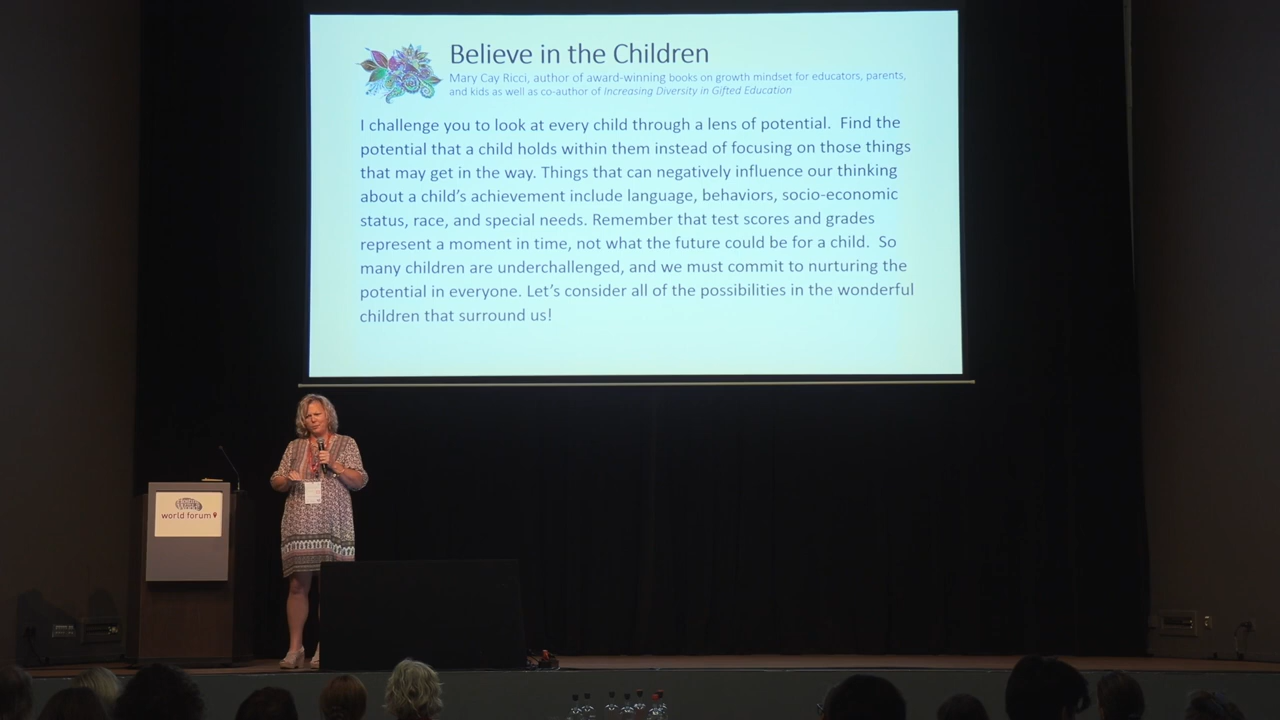 Believe in the Children
Mary Cay Ricci, author of award-winning books on growth mindset for educators, parents,
and kids as well as co-author of Increasing Diversity in Gifted Education
I challenge you to look at every child through a lens of potential.  Find the
potential that a child holds within them instead of focusing on those things
that may get in the way. Things that can negatively influence our thinking
about a child’s achievement include language, behaviors, socio-economic
status, race, and special needs. Remember that test scores and grades
represent a moment in time, not what the future could be for a child.  So
many children are underchallenged, and we must commit to nurturing the
potential in everyone. Let’s consider all of the possibilities in the wonderful
children that surround us!
world forum